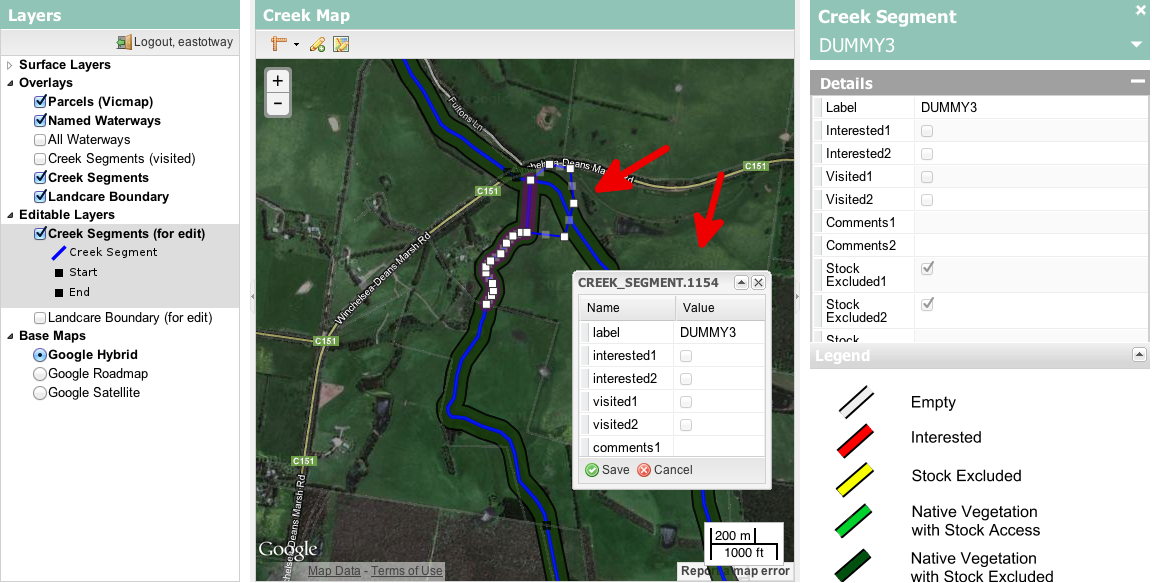 Layers
Logout, eastotway
Surface Layers
Overlays
Parcels (Vicmap)
Named Waterways
All Waterways
Creek Segments (visited)
Creek Segments
Landcare Boundary
Editable Layers
Creek Segments (for edit)
Creek Segment
Start
End
Landcare Boundary (for edit)
Base Maps
Google Hybrid
Google Roadmap
Google Satellite
Creek Map
+
−
Fultons Ln
Winchelsea-Deans Marsh Rd
C151
C151
C151
C151
Winchelsea-Deans Marsh Rd
Deans Marsh Rd
CREEK_SEGMENT.1154
Name Value
label DUMMY3
interested1
interested2
visited1
visited2
comments1
Save Cancel
Google
Map Data - Terms of Use
200 m
1000 ft
Report a map error
Creek Segment
DUMMY3
Details
Label DUMMY3
Interested1
Interested2
Visited1
Visited2
Comments1
Comments2
Stock
Excluded1
Stock
Excluded2
Stock
Legend
Empty
Interested
Stock Excluded
Native Vegetation
with Stock Access
Native Vegetation
with Stock Excluded